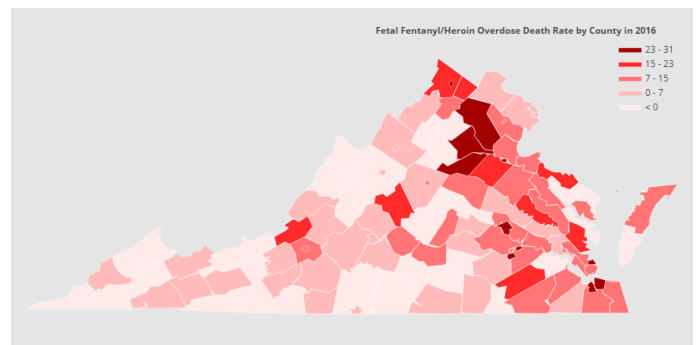 Fetal Fentanyl/Heroin Overdose Death Rate by County in 2016
23 - 31
15 - 23
7 - 15
0 - 7
< 0